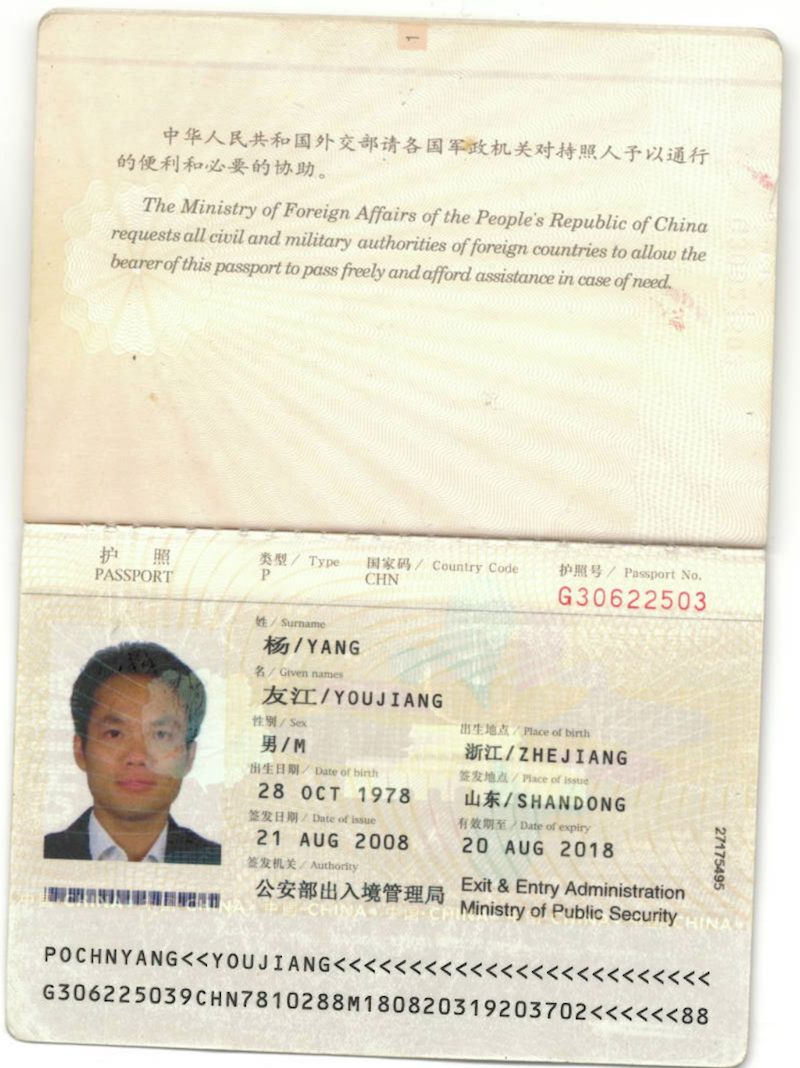 1
中华人民共和国外交部请各国军政机关对持照人予以通行
的便利和必要的协助。
The Ministry of Foreign Affairs of the People's Republic of China
requests all civil and military authorities of foreign countries to allow the
bearer of this passport to pass freely and afford assistance in case of need.
护 照 类型 / Type 国家码 / Country Code 护照号 / Passport No.
PASSPORT P CHN G30622503
姓 / Surname
杨/YANG
名 / Given names
友江/YOUJIANG
性别 / Sex 出生地点 / Place of birth
男/M 浙江/ZHEJIANG
出生日期 / Date of birth 签发地点 / Place of issue
28 OCT 1978 山东/SHANDONG
签发日期 / Date of issue 有效期至 / Date of expiry
21 AUG 2008 20 AUG 2018
签发机关 / Authority
公安部出入境管理局 Exit & Entry Administration
Ministry of Public Security
27175495
POCHNYANG<<YOUJIANG<<<<<<<<<<<<<<<<<<<<<<<<<
G306225039CHN7810288M180820319203702<<<<<<88